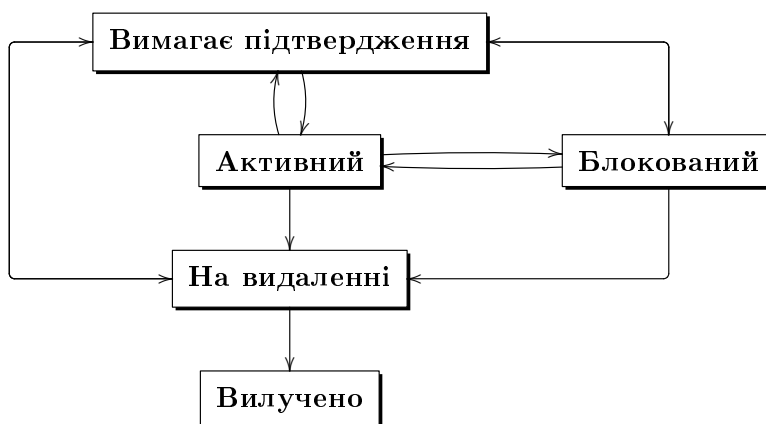 Вимагає підтвердження
Активний
Блокований
На видаленні
Вилучено